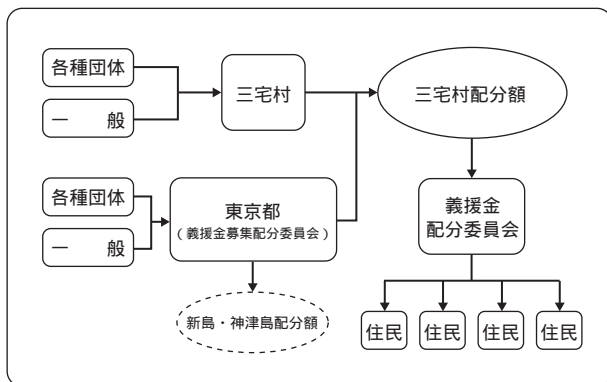 各種団体
一　　般
三宅村
三宅村配分額
各種団体
一　　般
東京都
（義援金募集配分委員会）
義援金
配分委員会
新島・神津島配分額
住民
住民
住民
住民